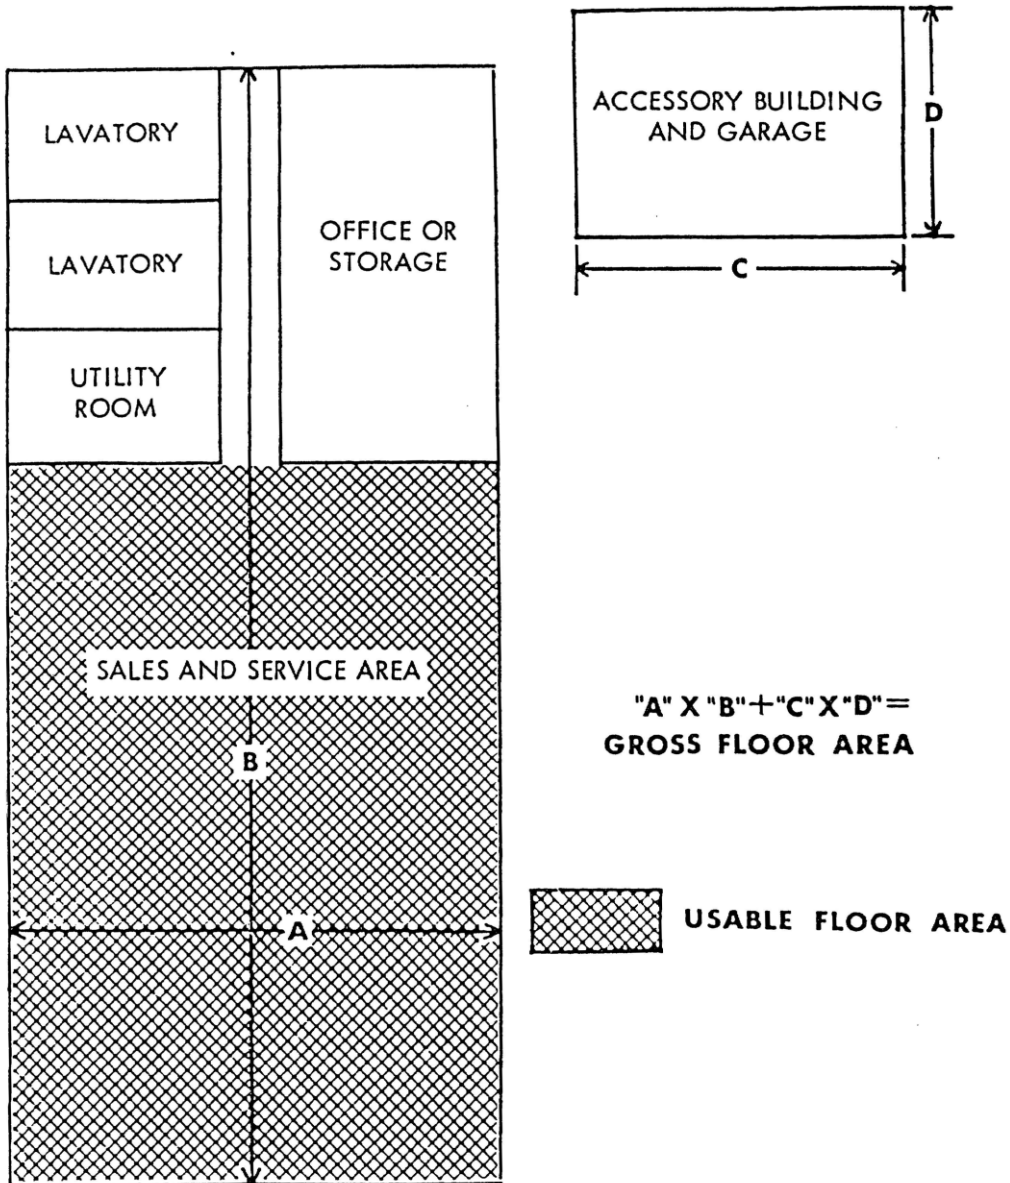 LAVATORY
LAVATORY
UTILITY
ROOM
OFFICE OR
STORAGE
SALES AND SERVICE AREA
B
A
ACCESSORY BUILDING
AND GARAGE
D
C
"A" X "B"+"C"X"D"=
GROSS FLOOR AREA
USABLE FLOOR AREA